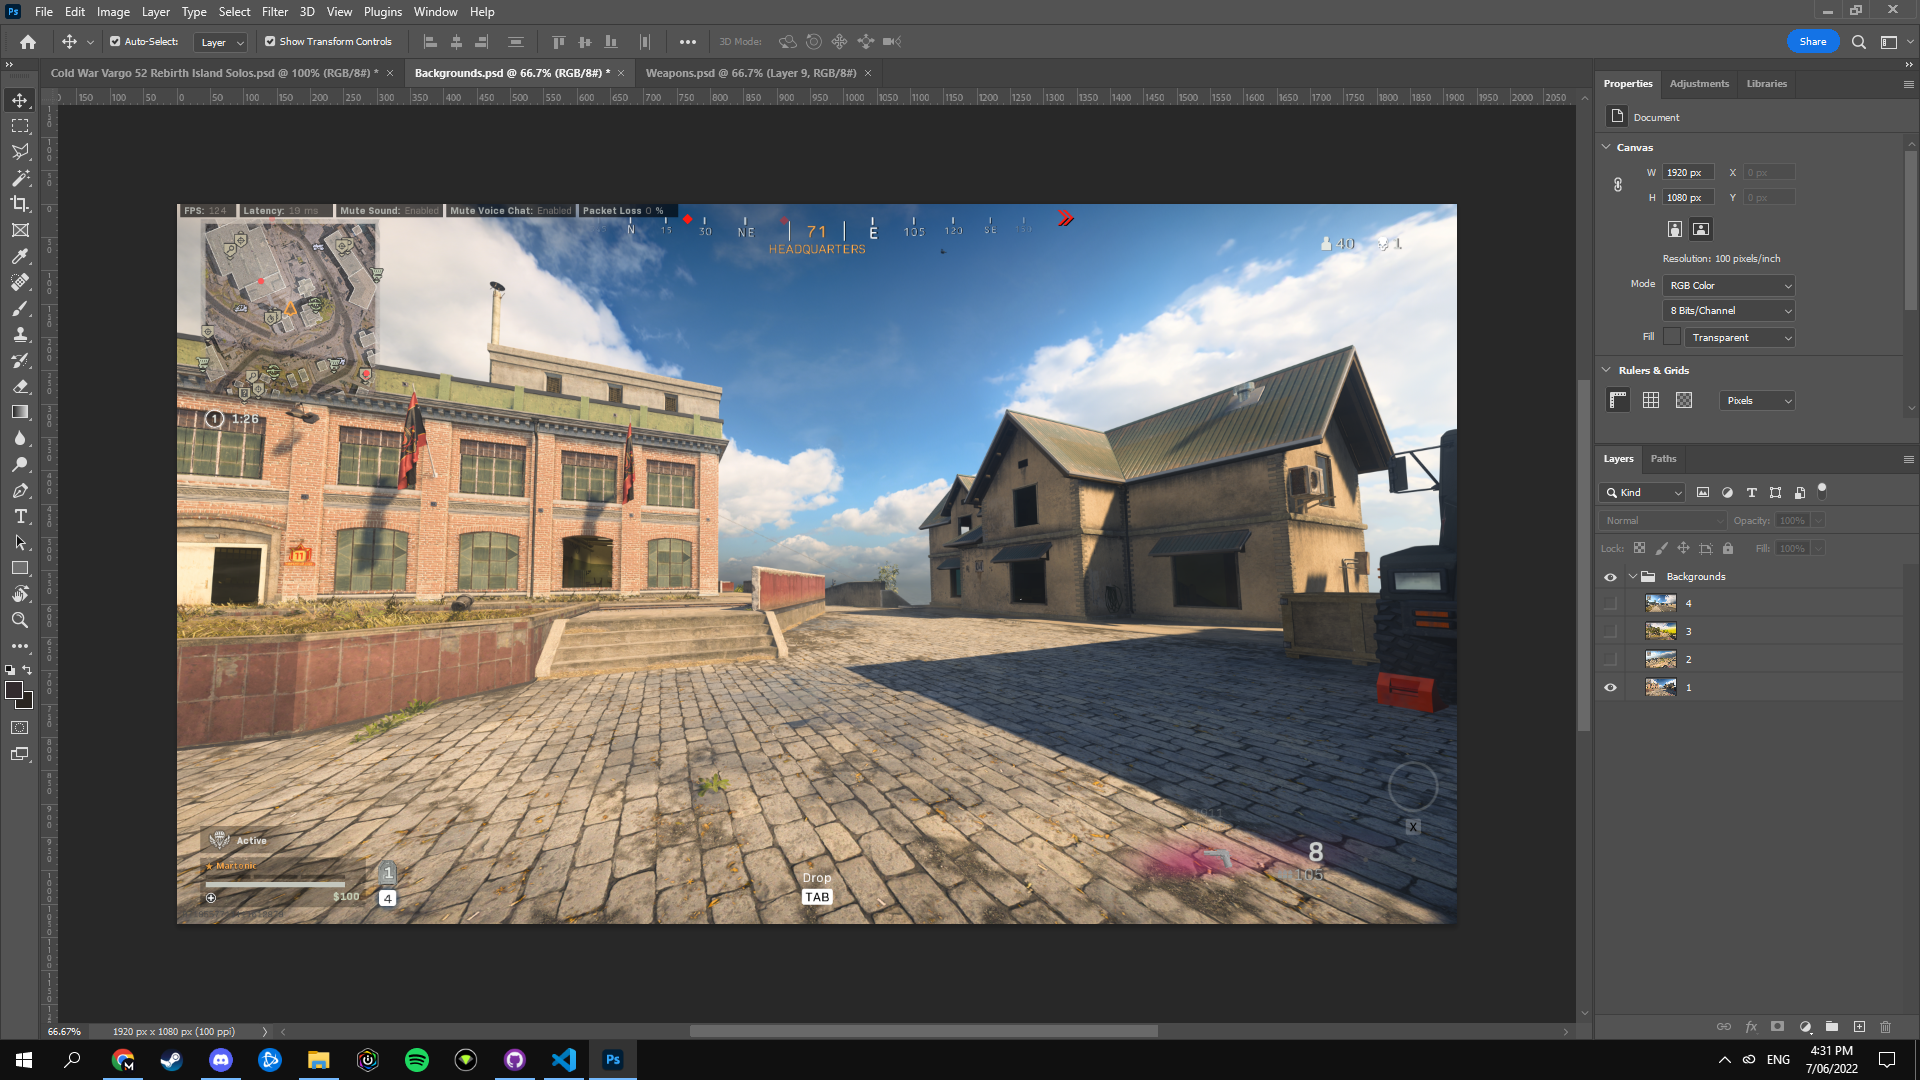 File Edit Image Layer Type Select Filter 3D View Plugins Window Help
Auto-Select: Layer Show Transform Controls 3D Mode: Share
Cold War Vargo 52 Rebirth Island Solos.psd @ 100% (RGB/8#) *
Backgrounds.psd @ 66.7% (RGB/8#) *
Weapons.psd @ 66.7% (Layer 9, RGB/8#)
150 100 50 0 50 100 150 200 250 300 350 400 450 500 550 600 650 700 750 800 850 900 950 1000 1050 1100 1150 1200 1250 1300 1350 1400 1450 1500 1550 1600 1650 1700 1750 1800 1850 1900 1950 2000 2050
FPS: 124 Latency: 19 ms Mute Sound: Enabled Mute Voice Chat: Enabled Packet Loss 0 %
N 15 30 NE 71 E 105 120 SE 150
HEADQUARTERS
40 1
1 1:26
11
Active
Martonic
$100
1
4
Drop
TAB
8
105
X
Properties Adjustments Libraries
Document
Canvas
W 1920 px X 0 px
H 1080 px Y 0 px
Resolution: 100 pixels/inch
Mode RGB Color
8 Bits/Channel
Fill Transparent
Rulers & Grids
Pixels
Layers Paths
Kind
Normal Opacity: 100%
Lock: Fill: 100%
Backgrounds
4
3
2
1
66.67% 1920 px x 1080 px (100 ppi)
Ps
ENG
4:31 PM
7/06/2022